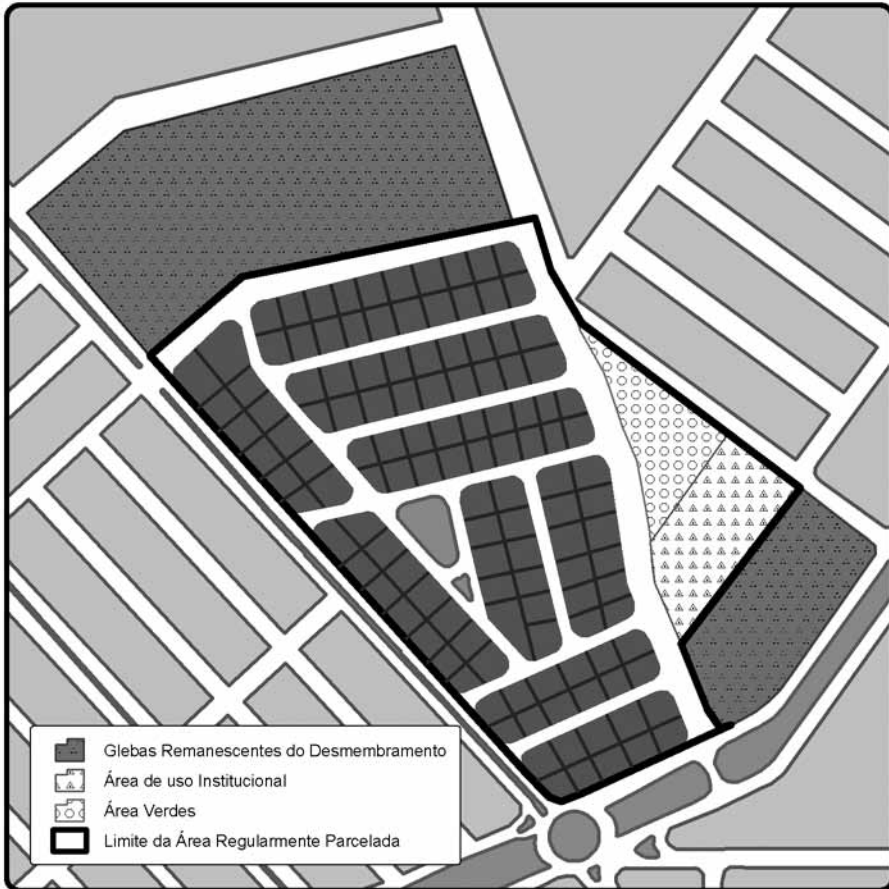 Glebas Remanescentes do Desmembramento
Área de uso Institucional
Área Verdes
Limite da Área Regularmente Parcelada